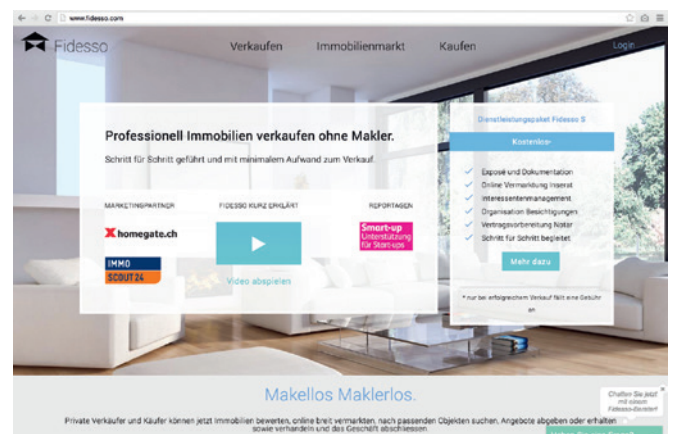 www.fidesso.com
Fidesso
Verkaufen
Immobilienmarkt
Kaufen
Login
Professionell Immobilien verkaufen ohne Makler.
Schritt für Schritt geführt und mit minimalem Aufwand zum Verkauf.
MARKETINGPARTNER
FIDESSO KURZ ERKLÄRT
REPORTAGEN
homegate.ch
IMMO
SCOUT24
Video abspielen
Smart-up
Unterstützung
für Start-ups
Dienstleistungspaket Fidesso S
Kostenlos*
Exposé und Dokumentation
Online Vermarktung Inserat
Interessentenmanagement
Organisation Besichtigungen
Vertragsvorbereitung Notar
Schritt für Schritt begleitet
Mehr dazu
* nur bei erfolgreichem Verkauf fällt eine Gebühr
an
Makellos Maklerlos.
Private Verkäufer und Käufer können jetzt Immobilien bewerten, online breit vermarkten, nach passenden Objekten suchen, Angebote abgeben oder erhalten
sowie verhandeln und das Geschäft abschliessen.
Chatten Sie jetzt
mit einem
Fidesso-Berater!